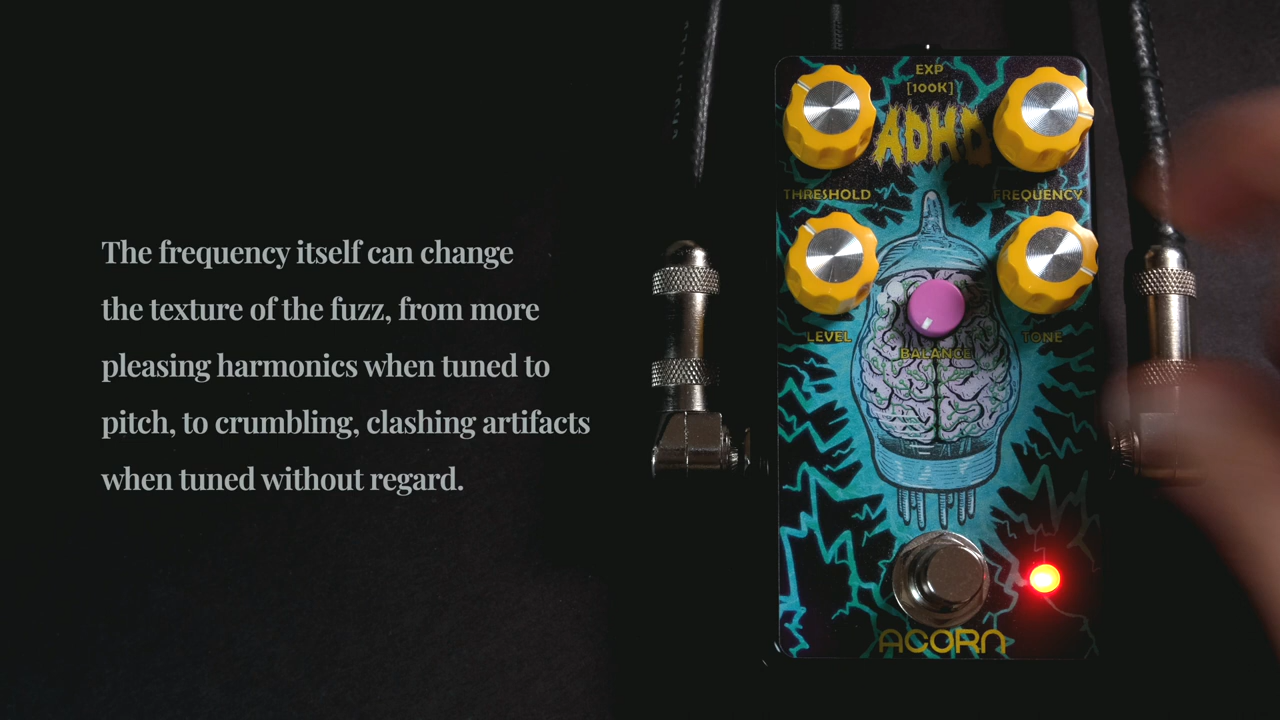 The frequency itself can change
the texture of the fuzz, from more
pleasing harmonics when tuned to
pitch, to crumbling, clashing artifacts
when tuned without regard.
EXP
[100K]
ADHD
THRESHOLD
FREQUENCY
LEVEL
TONE
BALANCE
ACORN